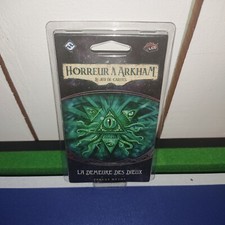 HORREUR À ARKHAM
LE JEU DE CARTES
LA DEMEURE DES DIEUX